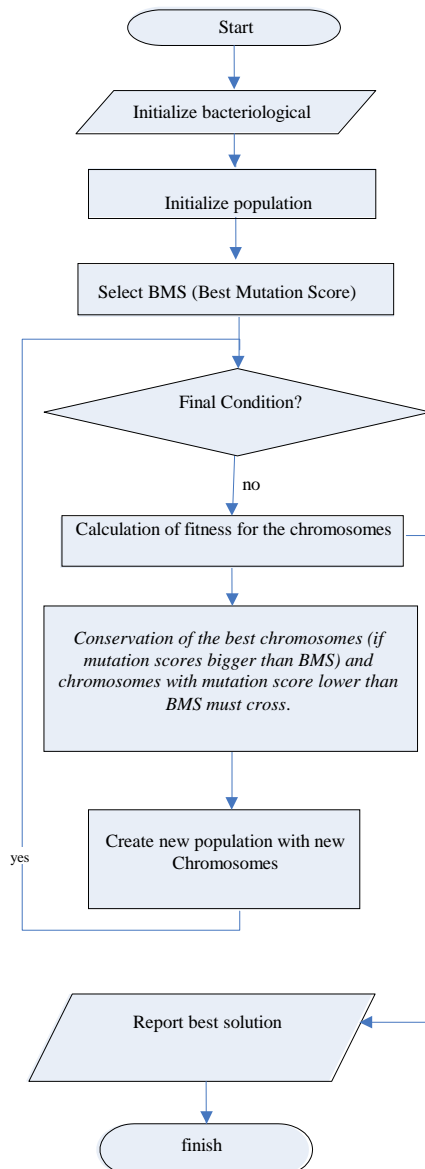 Start
Initialize bacteriological
Initialize population
Select BMS (Best Mutation Score)
Final Condition?
no
Calculation of fitness for the chromosomes
Conservation of the best chromosomes (if
mutation scores bigger than BMS) and
chromosomes with mutation score lower than
BMS must cross.
Create new population with new
Chromosomes
yes
Report best solution
finish